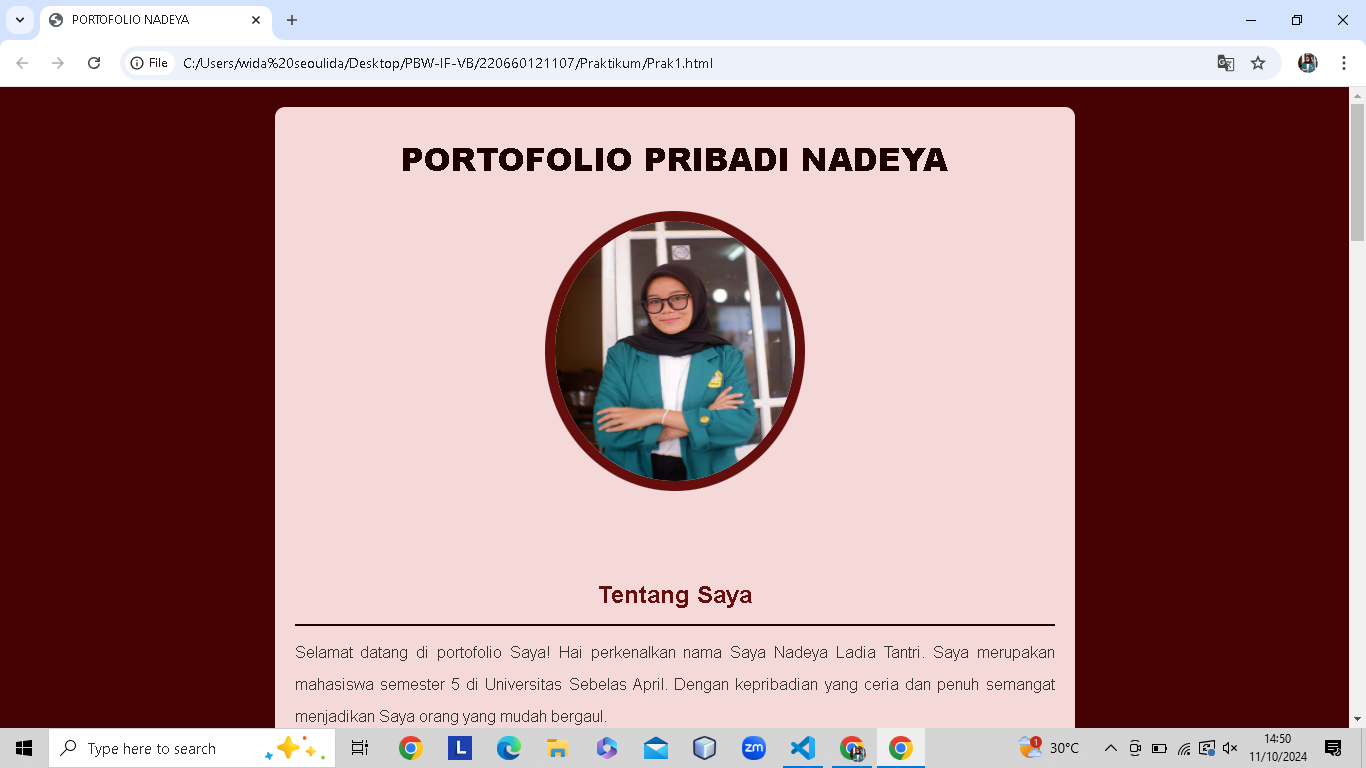 PORTOFOLIO NADEYA
File
C:/Users/wida%20seoulida/Desktop/PBW-IF-VB/220660121107/Praktikum/Prak1.html
PORTOFOLIO PRIBADI NADEYA
Tentang Saya
Selamat datang di portofolio Saya! Hai perkenalkan nama Saya Nadeya Ladia Tantri. Saya merupakan
mahasiswa semester 5 di Universitas Sebelas April. Dengan kepribadian yang ceria dan penuh semangat
menjadikan Saya orang yang mudah bergaul.
Type here to search
L
zm
1
30°C
14:50
11/10/2024